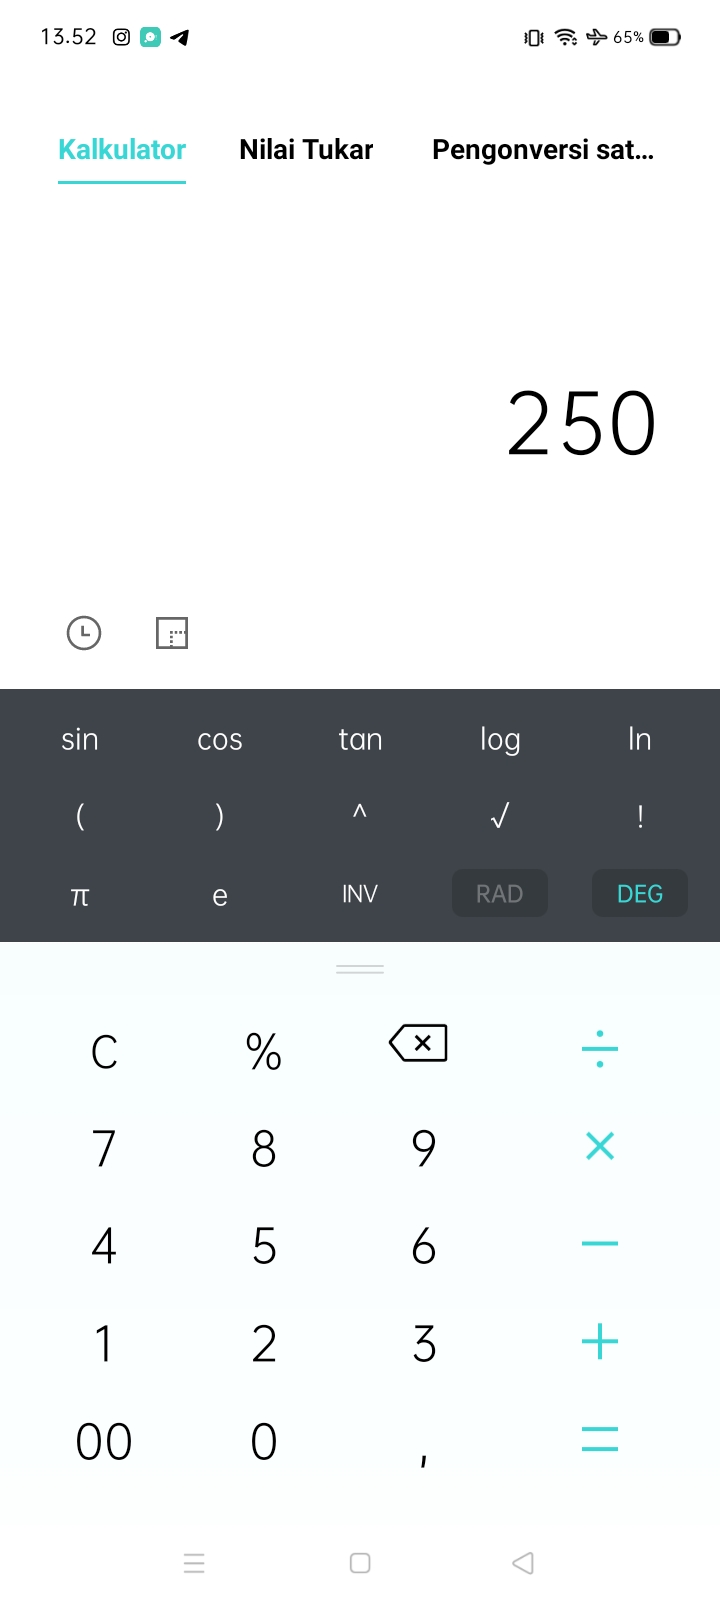 13.52 65%
Kalkulator Nilai Tukar Pengonversi sat...
250
sin cos tan log ln
( ) ^ √ !
π e INV RAD DEG
C % ÷
7 8 9 ×
4 5 6 −
1 2 3 +
00 0 , =